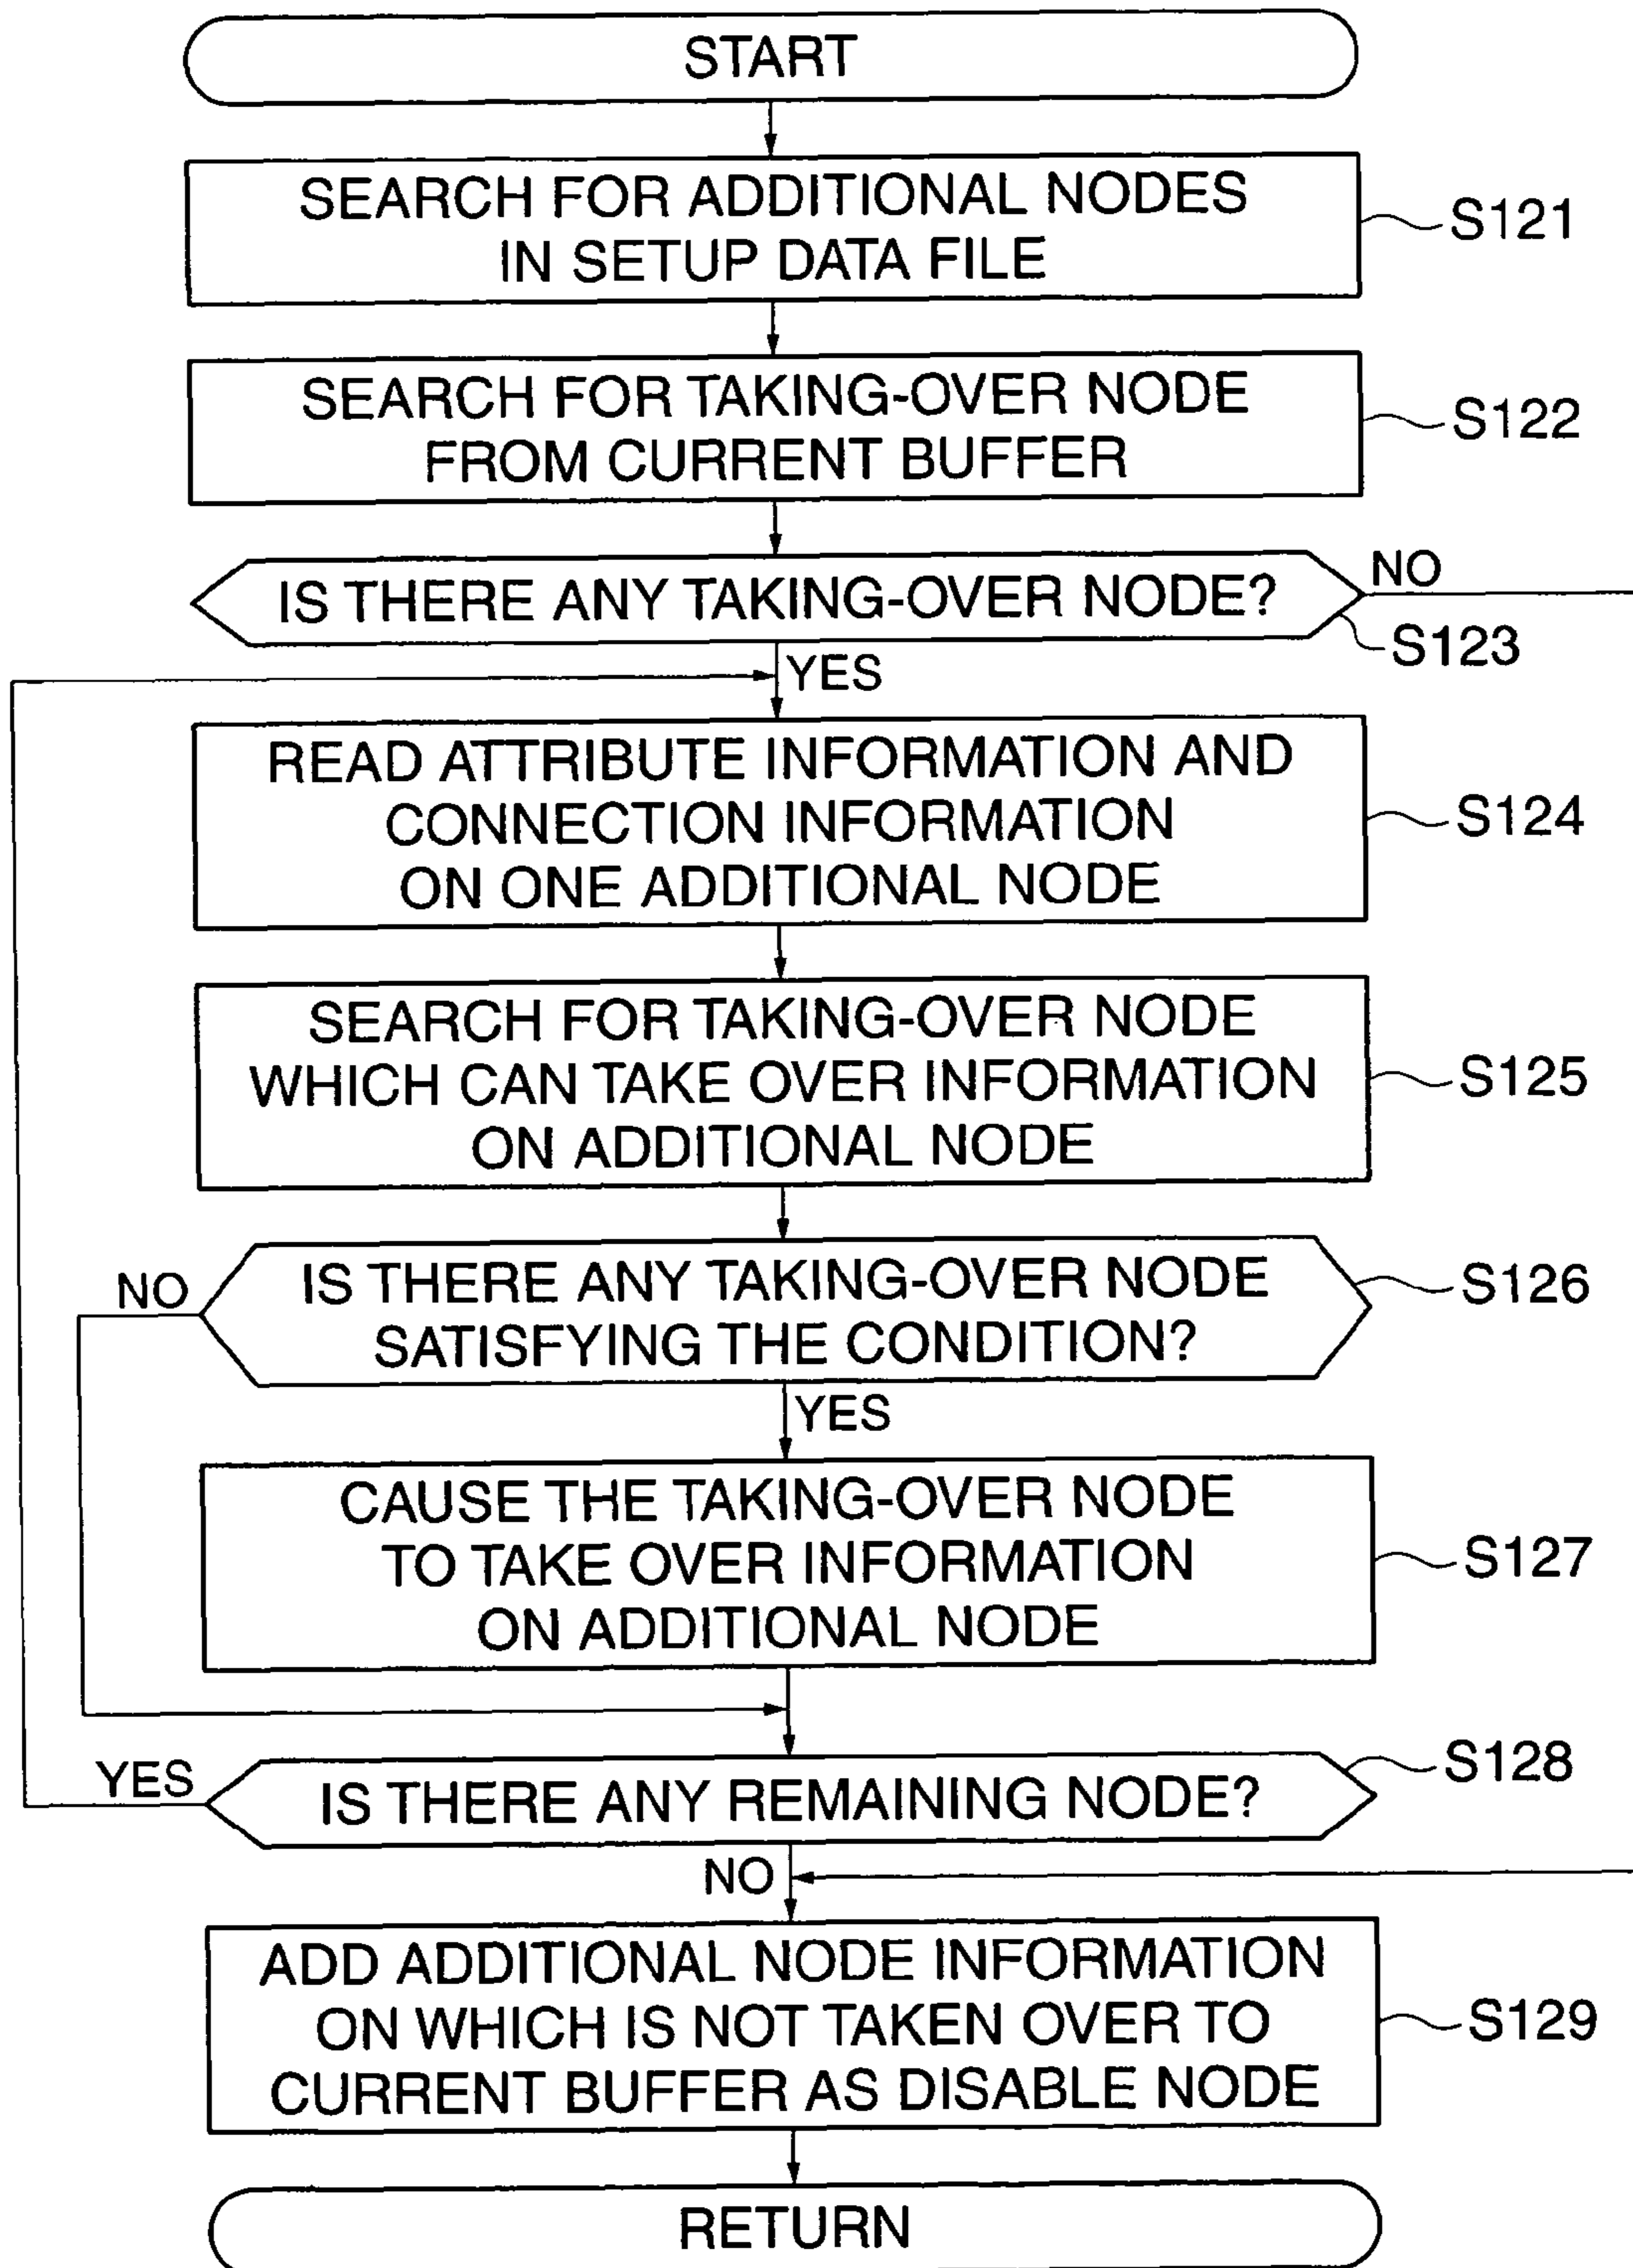 START
SEARCH FOR ADDITIONAL NODES
IN SETUP DATA FILE
S121
SEARCH FOR TAKING-OVER NODE
FROM CURRENT BUFFER
S122
IS THERE ANY TAKING-OVER NODE?
NO
S123
YES
READ ATTRIBUTE INFORMATION AND
CONNECTION INFORMATION
ON ONE ADDITIONAL NODE
S124
SEARCH FOR TAKING-OVER NODE
WHICH CAN TAKE OVER INFORMATION
ON ADDITIONAL NODE
S125
NO
IS THERE ANY TAKING-OVER NODE
SATISFYING THE CONDITION?
S126
YES
CAUSE THE TAKING-OVER NODE
TO TAKE OVER INFORMATION
ON ADDITIONAL NODE
S127
YES
IS THERE ANY REMAINING NODE?
S128
NO
ADD ADDITIONAL NODE INFORMATION
ON WHICH IS NOT TAKEN OVER TO
CURRENT BUFFER AS DISABLE NODE
S129
RETURN